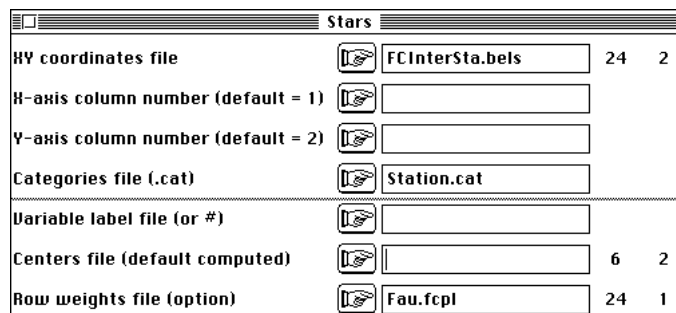 Stars
XY coordinates file FCInterSta.bels 24 2
X-axis column number (default = 1)
Y-axis column number (default = 2)
Categories file (.cat) Station.cat
Variable label file (or #)
Centers file (default computed) 6 2
Row weights file (option) Fau.fcpl 24 1